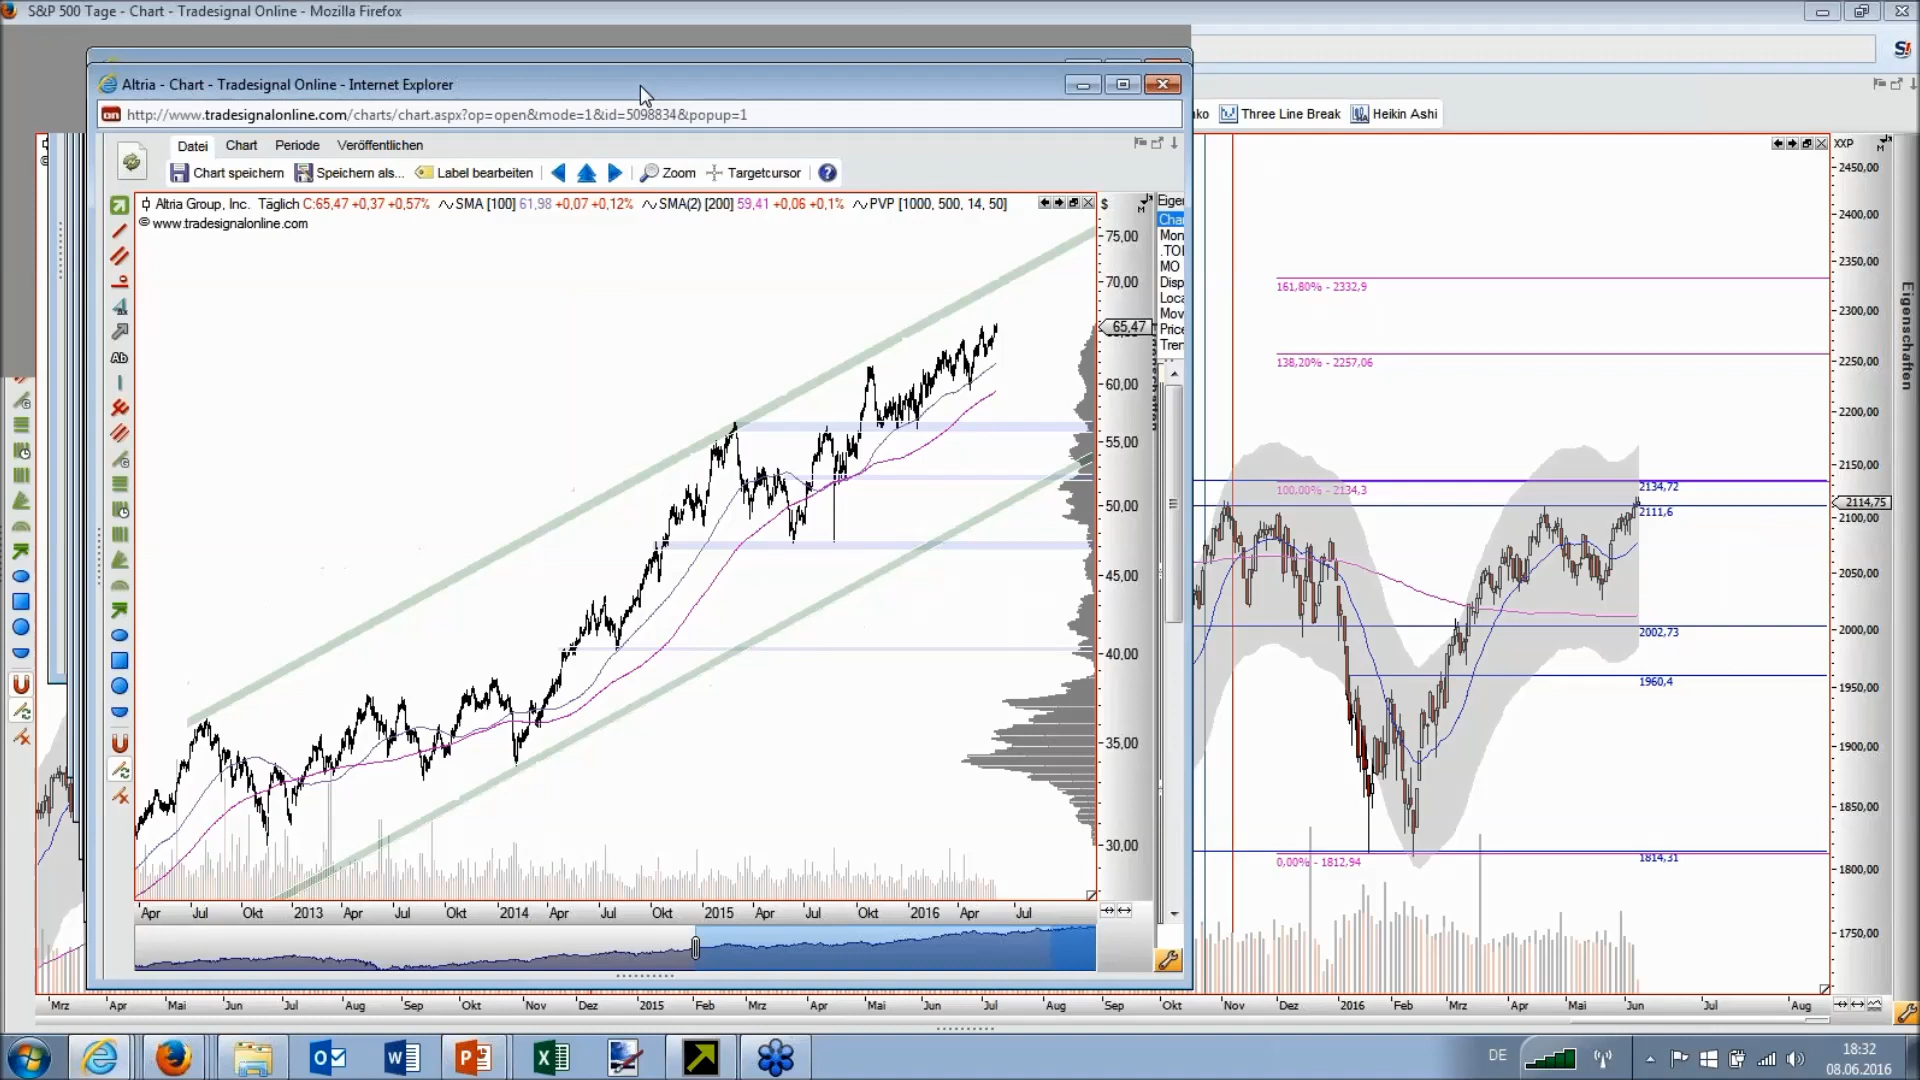 S&P 500 Tage - Chart - Tradesignal Online - Mozilla Firefox
Altria - Chart - Tradesignal Online - Internet Explorer
http://www.tradesignalonline.com/charts/chart.aspx?op=open&mode=1&id=5098834&popup=1
Three Line Break
Heikin Ashi
Datei Chart Periode Veröffentlichen
Chart speichern Speichern als... Label bearbeiten Zoom Targetcursor
Altria Group, Inc. Täglich C:65,47 +0,37 +0,57% SMA [100] 61,98 +0,07 +0,12% SMA(2) [200] 59,41 +0,06 +0,1% PVP [1000, 500, 14, 50]
© www.tradesignalonline.com
Ab
$
M
75,00
70,00
65,47
60,00
55,00
50,00
45,00
40,00
35,00
30,00
Eigen
Cha
Mon
.TO
MO
Disp
Loca
Mov
Price
Tren
Apr Jul Okt 2013 Apr Jul Okt 2014 Apr Jul Okt 2015 Apr Jul Okt 2016 Apr Jul
XXP
M
2450,00
2400,00
2350,00
2300,00
2250,00
2200,00
2150,00
2114,75
2100,00
2050,00
2000,00
1950,00
1900,00
1850,00
1800,00
1750,00
161,80% - 2332,9
138,20% - 2257,06
100,00% - 2134,3
2134,72
2111,6
2002,73
1960,4
0,00% - 1812,94
1814,31
Eigenschaften
Mrz Apr Mai Jun Jul Aug Sep Okt Nov Dez 2015 Feb Mrz Apr Mai Jun Jul Aug Sep Okt Nov Dez 2016 Feb Mrz Apr Mai Jun Jul Aug
DE
18:32
08.06.2016